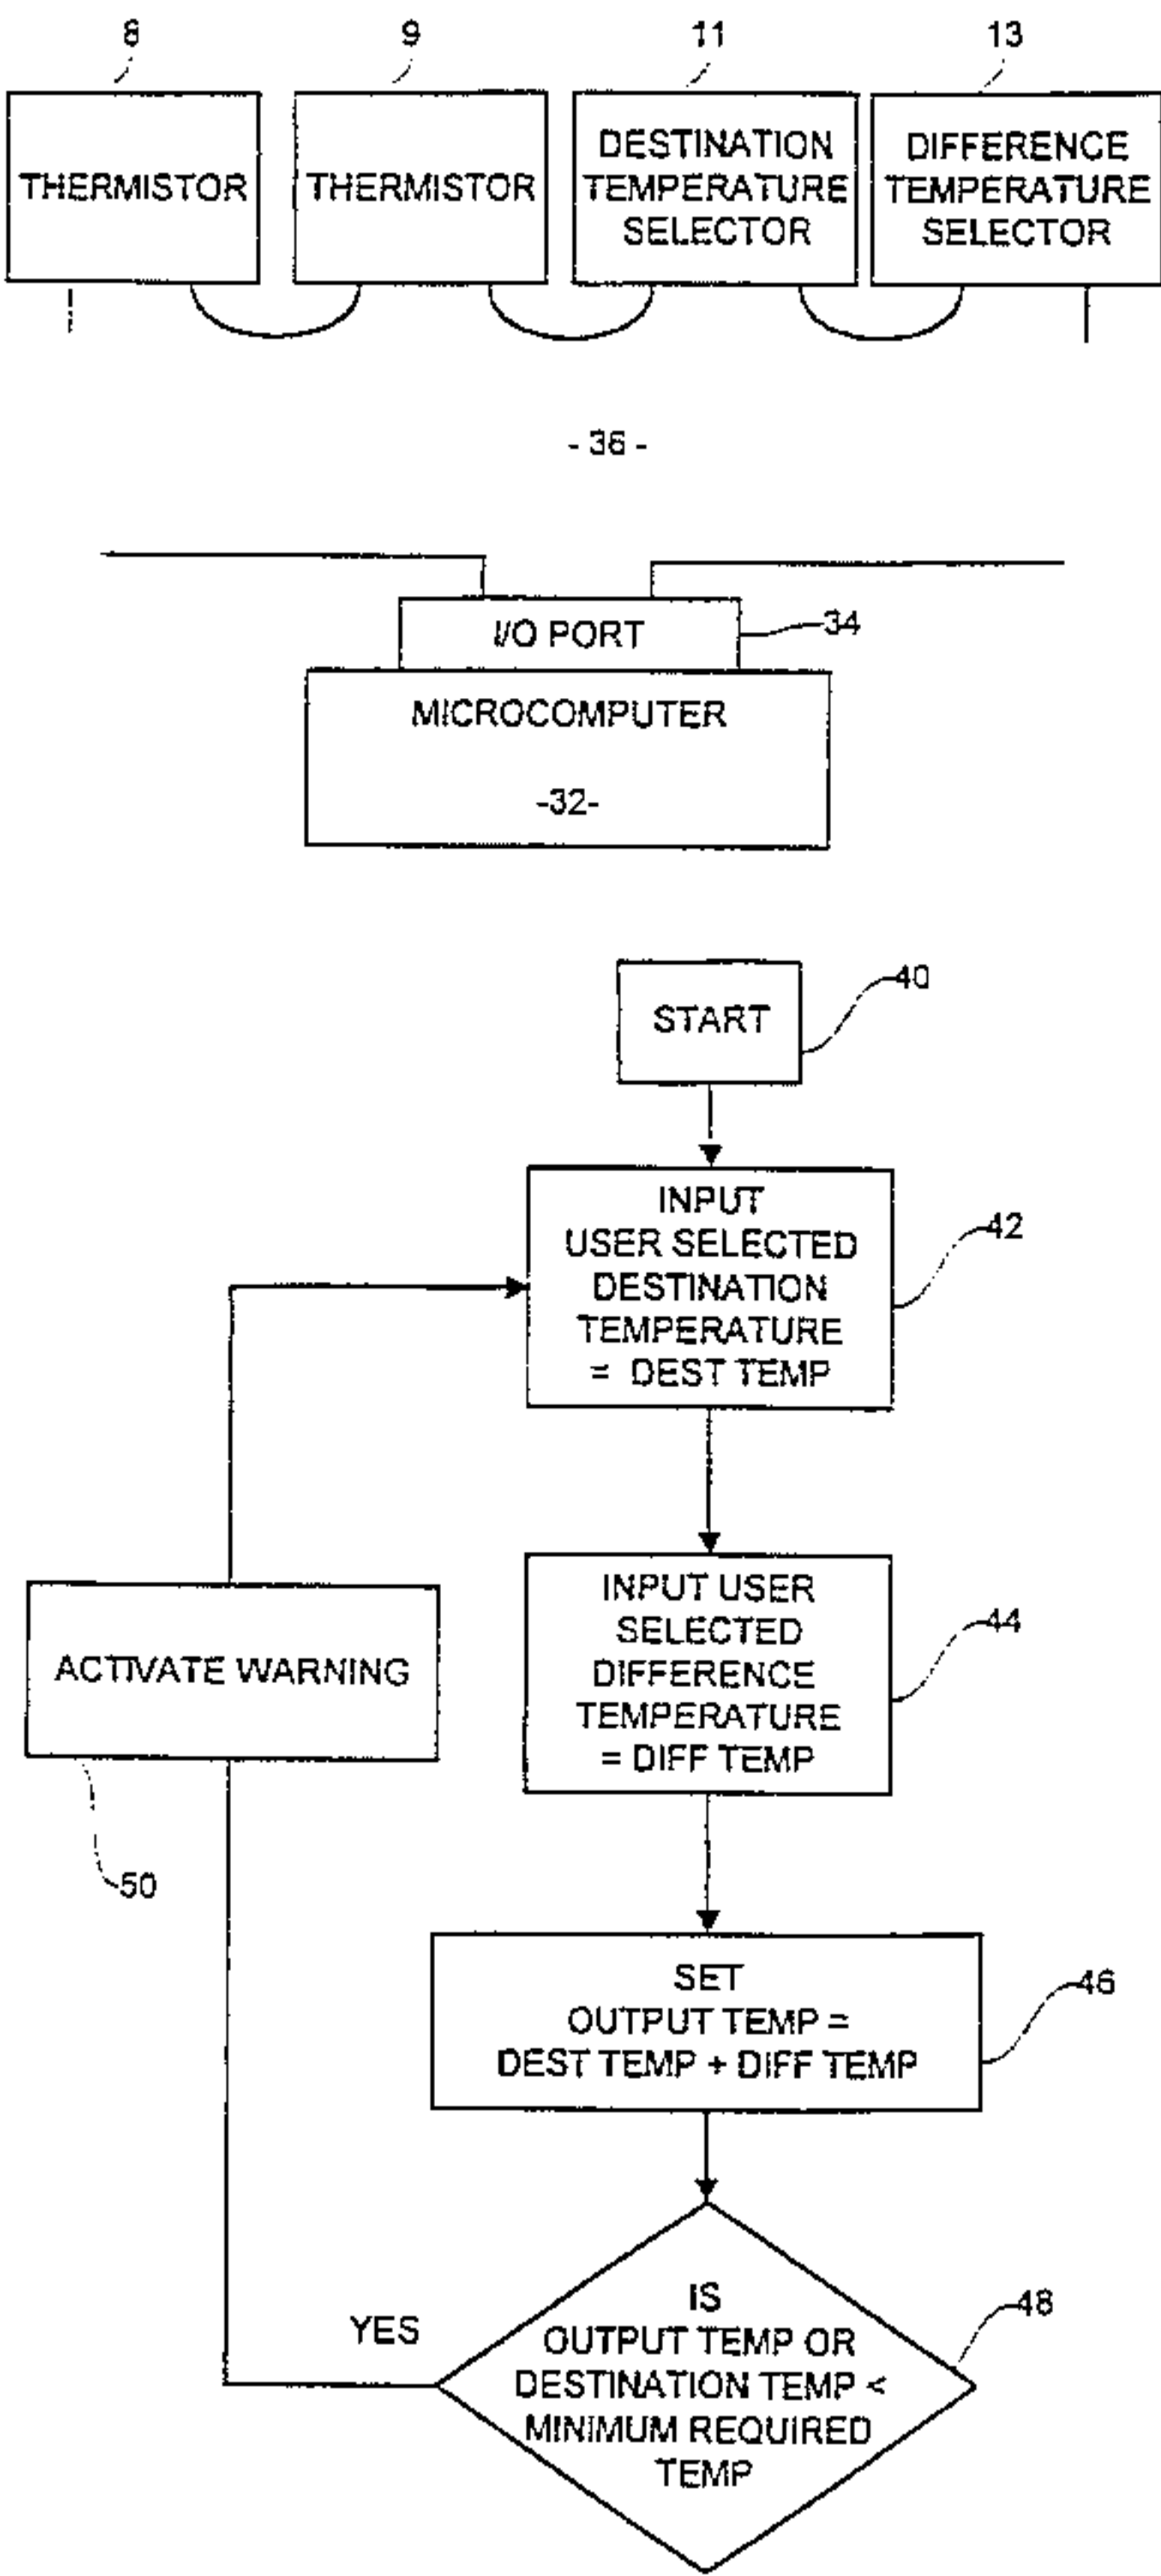 8
9
11
13
THERMISTOR
THERMISTOR
DESTINATION
TEMPERATURE
SELECTOR
DIFFERENCE
TEMPERATURE
SELECTOR
- 36 -
I/O PORT
34
MICROCOMPUTER
-32-
START
40
INPUT
USER SELECTED
DESTINATION
TEMPERATURE
= DEST TEMP
42
INPUT USER
SELECTED
DIFFERENCE
TEMPERATURE
= DIFF TEMP
44
ACTIVATE WARNING
50
SET
OUTPUT TEMP =
DEST TEMP + DIFF TEMP
46
YES
IS
OUTPUT TEMP OR
DESTINATION TEMP <
MINIMUM REQUIRED
TEMP
48